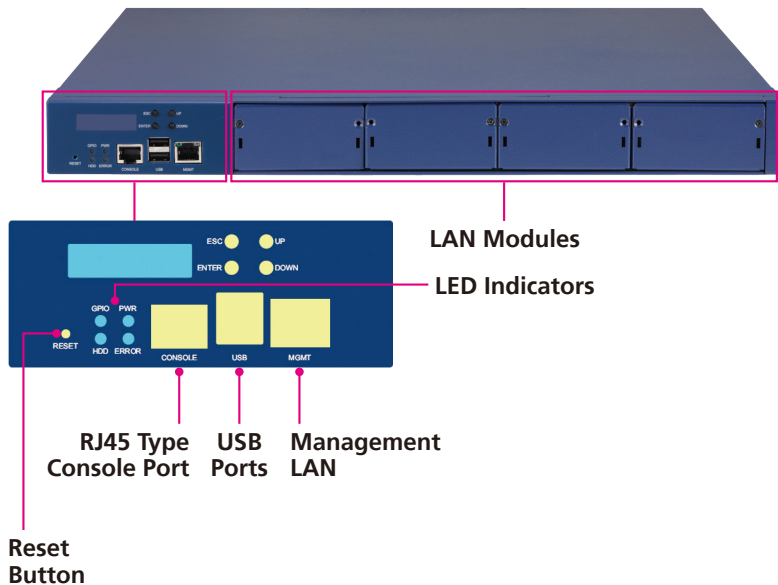 ESC UP
ENTER DOWN
GPIO PWR
RESET HDD ERROR CONSOLE USB MGMT
LAN Modules
ESC UP
ENTER DOWN
LED Indicators
GPIO PWR
RESET
HDD ERROR
CONSOLE USB MGMT
RJ45 Type
Console Port
USB
Ports
Management
LAN
Reset
Button